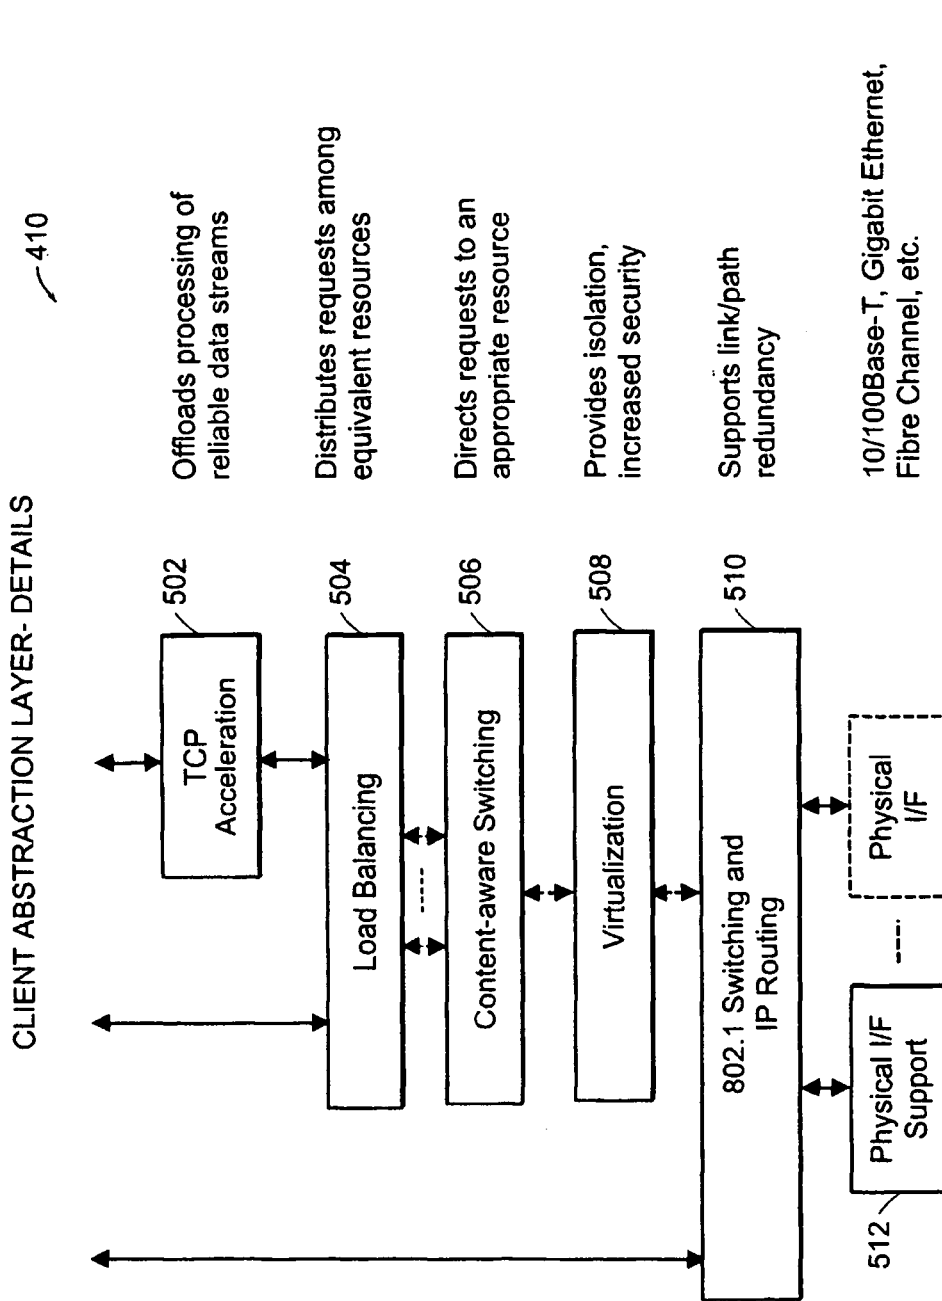 CLIENT ABSTRACTION LAYER- DETAILS
410
502
TCP
Acceleration
Offloads processing of
reliable data streams
504
Load Balancing
Distributes requests among
equivalent resources
506
Content-aware Switching
Directs requests to an
appropriate resource
508
Virtualization
Provides isolation,
increased security
510
802.1 Switching and
IP Routing
Supports link/path
redundancy
512
Physical I/F
Support
Physical
I/F
10/100Base-T, Gigabit Ethernet,
Fibre Channel, etc.